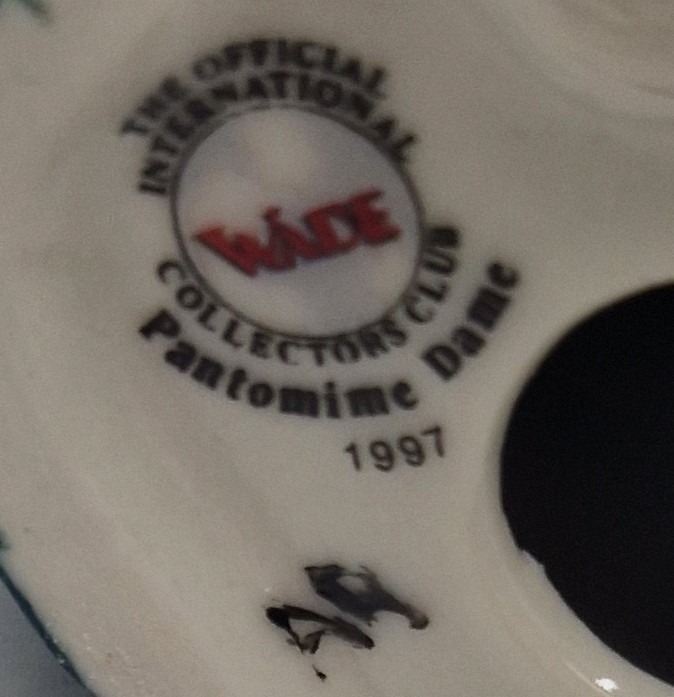 THE OFFICIAL
INTERNATIONAL
WADE
COLLECTORS CLUB
Pantomime Dame
1997